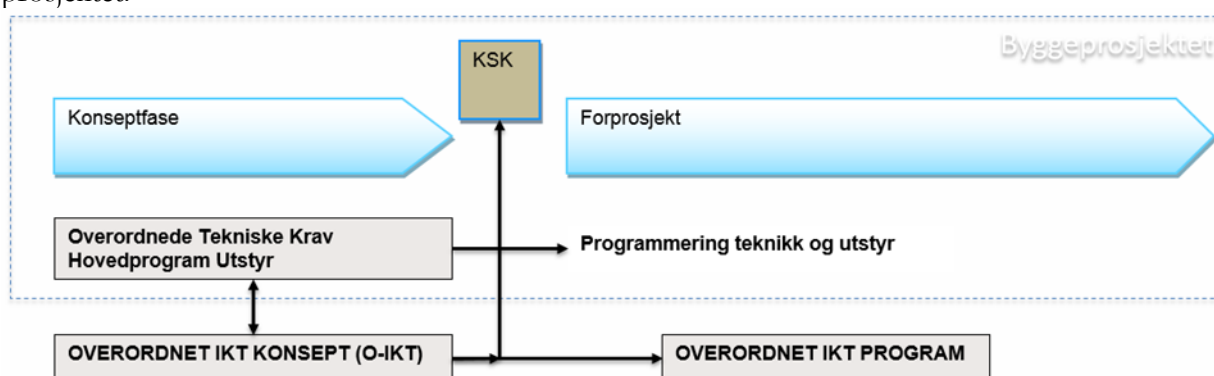 Byggeprosjektet
KSK
Konseptfase
Forprosjekt
Overordnede Tekniske Krav
Hovedprogram Utstyr
Programmering teknikk og utstyr
OVERORDNET IKT KONSEPT (O-IKT)
OVERORDNET IKT PROGRAM